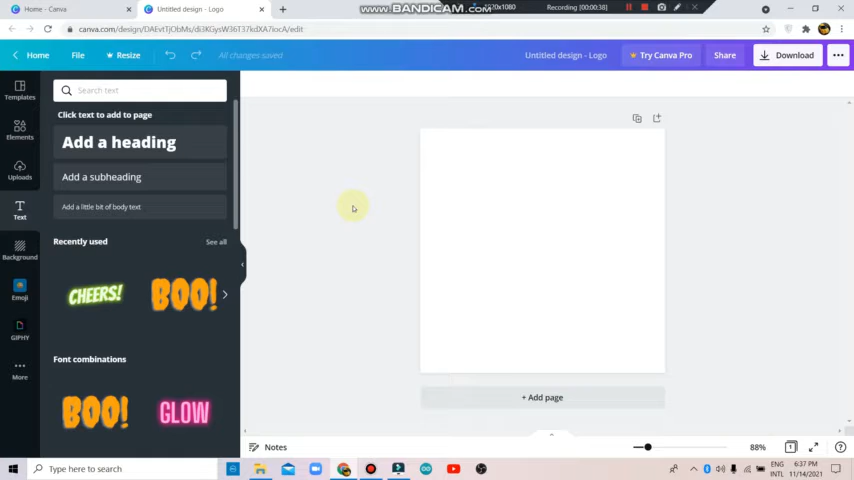 Home - Canva
Untitled design - Logo
WWW.BANDICAM.COM
1920x1080
Recording [00:00:38]
canva.com/design/DAEvtTjObMs/di3KGysW36T37kdXA7iocA/edit
Home
File
Resize
All changes saved
Untitled design - Logo
Try Canva Pro
Share
Download
Templates
Elements
Uploads
Text
Background
Emoji
GIPHY
More
Search text
Click text to add to page
Add a heading
Add a subheading
Add a little bit of body text
Recently used
See all
CHEERS!
BOO!
Font combinations
BOO!
GLOW
+ Add page
Notes
88%
1
Type here to search
ENG
INTL
6:37 PM
11/14/2021